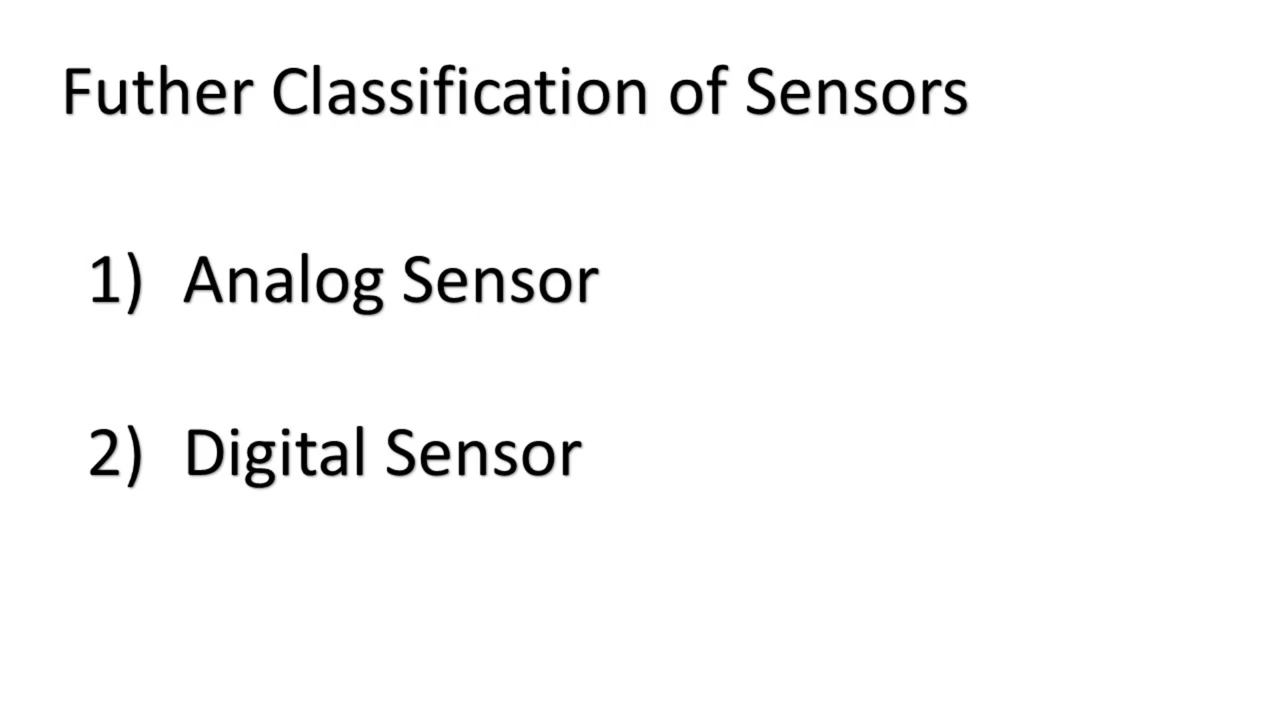 Futher Classification of Sensors
1) Analog Sensor
2) Digital Sensor